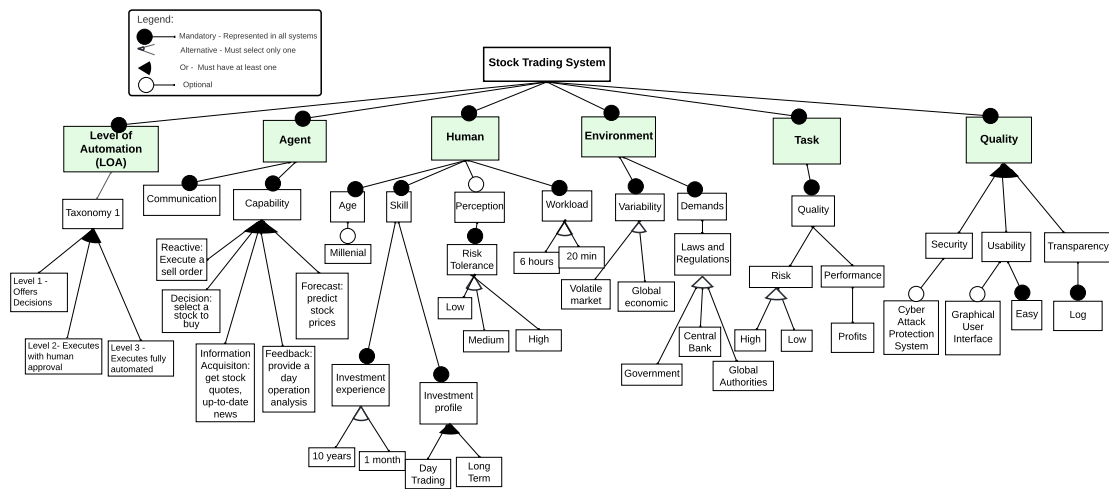 Legend:
Mandatory - Represented in all systems
Alternative - Must select only one
Or - Must have at least one
Optional
Stock Trading System
Level of
Automation
(LOA)
Agent
Human
Environment
Task
Quality
Taxonomy 1
Communication
Capability
Age
Skill
Perception
Workload
Variability
Demands
Quality
Security
Usability
Transparency
Level 1 -
Offers
Decisions
Level 2- Executes
with human
approval
Level 3 -
Executes fully
automated
Reactive:
Execute a
sell order
Decision:
select a
stock to
buy
Information
Acquisiton:
get stock
quotes,
up-to-date
news
Feedback:
provide a
day
operation
analysis
Forecast:
predict
stock
prices
Millenial
Risk
Tolerance
Low
Medium
High
6 hours
20 min
Volatile
market
Global
economic
Laws and
Regulations
Government
Central
Bank
Global
Authorities
Risk
Performance
High
Low
Profits
Cyber
Attack
Protection
System
Graphical
User
Interface
Easy
Log
Investment
experience
Investment
profile
10 years
1 month
Day
Trading
Long
Term